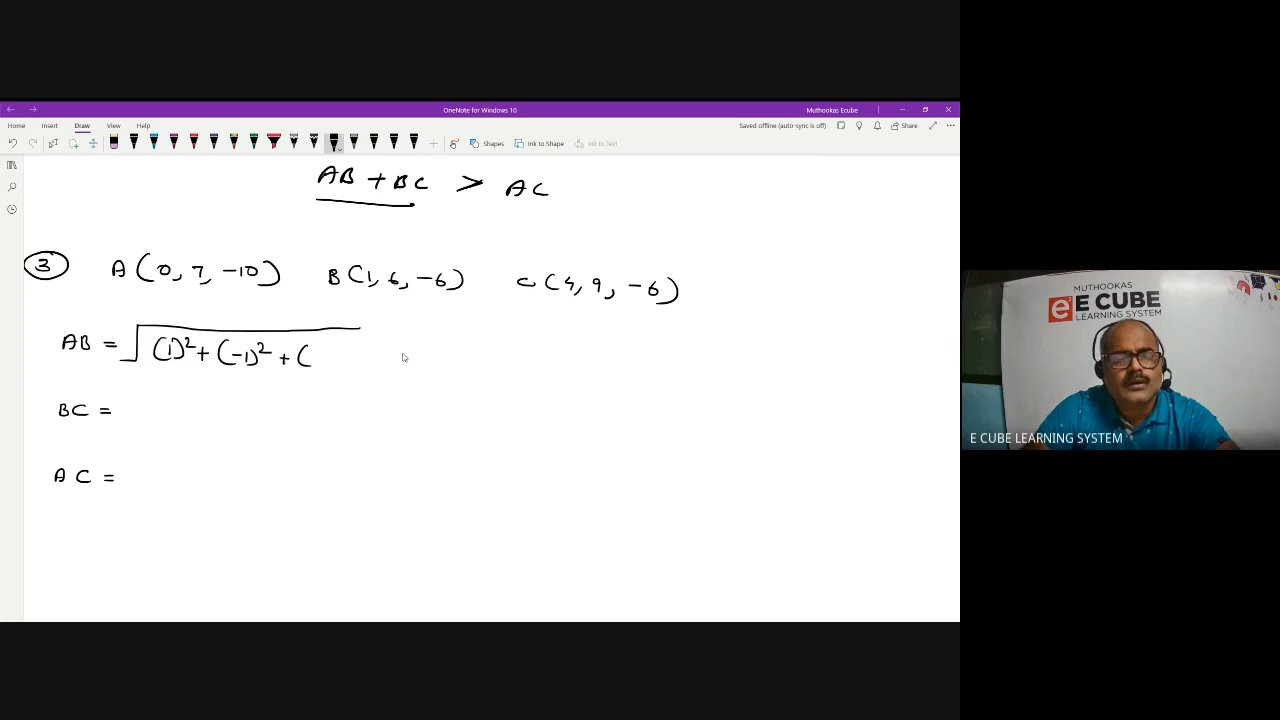 OneNote for Windows 10
Muthookas Ecube
Home Insert Draw View Help
Saved offline (auto-sync is off)
Share
Shapes
Ink to Shape
Ink to Text
AB + BC > AC
3 A (0, 7, -10) B (1, 6, -6) C (4, 9, -6)
AB = √(1)² + (-1)² + (
BC =
AC =
MUTHOOKAS
e³ E CUBE
LEARNING SYSTEM
E CUBE LEARNING SYSTEM